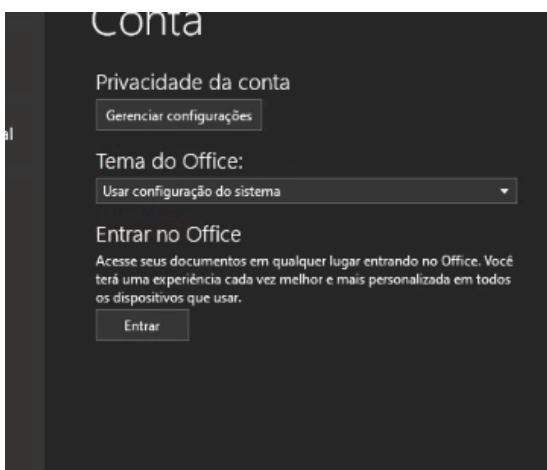 Conta
Privacidade da conta
Gerenciar configurações
al
Tema do Office:
Usar configuração do sistema
Entrar no Office
Acesse seus documentos em qualquer lugar entrando no Office. Você
terá uma experiência cada vez melhor e mais personalizada em todos
os dispositivos que usar.
Entrar